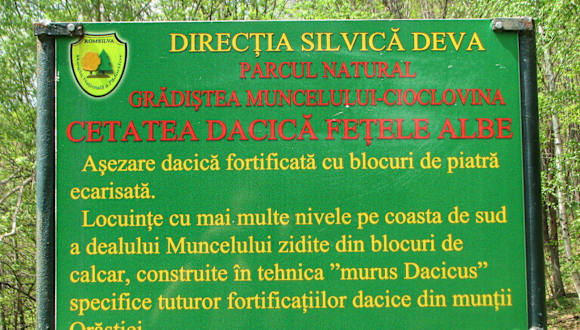 ROMSILVA
DIRECŢIA SILVICĂ DEVA
PARCUL NATURAL
GRĂDIŞTEA MUNCELULUI-CIOCLOVINA
CETATEA DACICĂ FEŢELE ALBE
Aşezare dacică fortificată cu blocuri de piatră
ecarisată.
Locuinţe cu mai multe nivele pe coasta de sud
a dealului Muncelului zidite din blocuri de
calcar, construite în tehnica ”murus Dacicus”
specifice tuturor fortificaţiilor dacice din munţii
Orăştiei